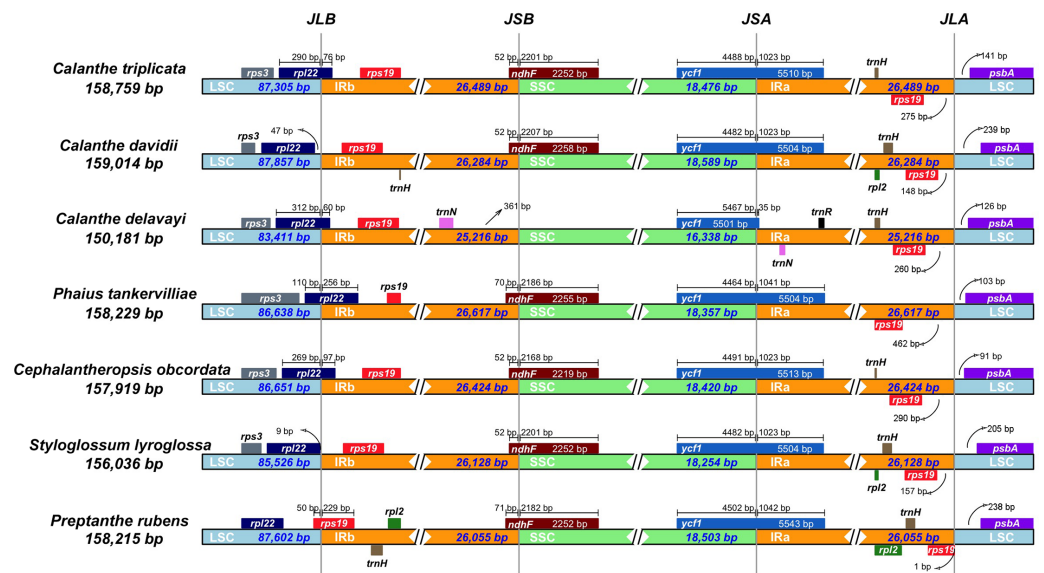 JLB JSB JSA JLA
290 bp 76 bp 52 bp 2201 bp 4488 bp 1023 bp 141 bp
Calanthe triplicata rps3 rpl22 rps19 ndhF 2252 bp ycf1 5510 bp trnH psbA
158,759 bp LSC 87,305 bp IRb 26,489 bp SSC 18,476 bp IRa 26,489 bp LSC
rps19
275 bp
47 bp 52 bp 2207 bp 4482 bp 1023 bp 239 bp
Calanthe davidii rps3 rpl22 rps19 ndhF 2258 bp ycf1 5504 bp trnH psbA
159,014 bp LSC 87,857 bp IRb 26,284 bp SSC 18,589 bp IRa 26,284 bp LSC
trnH rpl2 rps19
148 bp
312 bp 60 bp 361 bp 5467 bp 35 bp 126 bp
Calanthe delavayi rpl22 rps19 trnN ycf1 5501 bp trnR trnH psbA
rps3
150,181 bp LSC 83,411 bp IRb 25,216 bp SSC 16,338 bp IRa 25,216 bp LSC
trnN rps19
260 bp
110 bp 256 bp 70 bp 2186 bp 4464 bp 1041 bp 103 bp
Phaius tankervilliae rps3 rpl22 rps19 ndhF 2255 bp ycf1 5504 bp psbA
158,229 bp LSC 86,638 bp IRb 26,617 bp SSC 18,357 bp IRa 26,617 bp LSC
rps19
462 bp
269 bp 97 bp 52 bp 2168 bp 4491 bp 1023 bp 91 bp
Cephalantheropsis obcordata rps3 rpl22 rps19 ndhF 2219 bp ycf1 5513 bp trnH psbA
157,919 bp LSC 86,651 bp IRb 26,424 bp SSC 18,420 bp IRa 26,424 bp LSC
rps19
290 bp
9 bp 52 bp 2201 bp 4482 bp 1023 bp 205 bp
Styloglossum lyroglossa rps3 rpl22 rps19 ndhF 2252 bp ycf1 5504 bp trnH psbA
156,036 bp LSC 85,526 bp IRb 26,128 bp SSC 18,254 bp IRa 26,128 bp LSC
rpl2 rps19
157 bp
50 bp 229 bp 71 bp 2182 bp 4502 bp 1042 bp 238 bp
Preptanthe rubens rpl22 rps19 rpl2 ndhF 2252 bp ycf1 5543 bp trnH psbA
158,215 bp LSC 87,602 bp IRb 26,055 bp SSC 18,503 bp IRa 26,055 bp LSC
trnH rpl2 rps19
1 bp